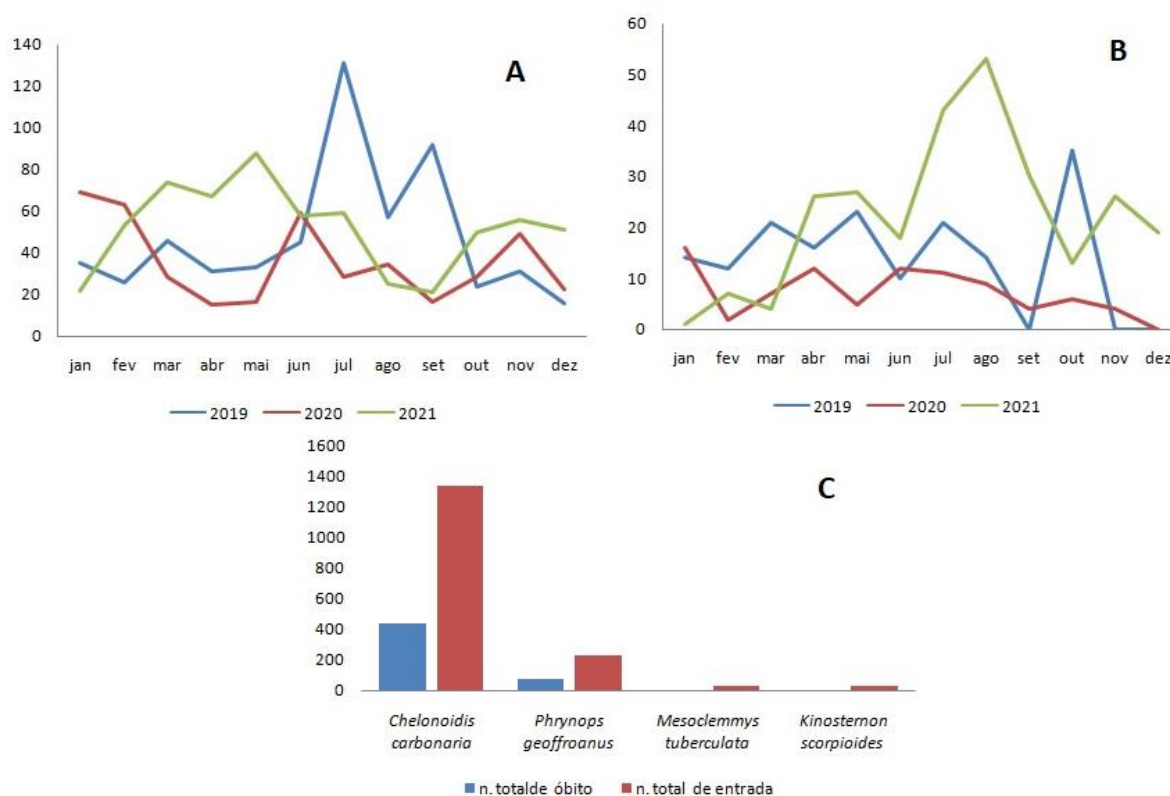 A
140
120
100
80
60
40
20
0
jan fev mar abr mai jun jul ago set out nov dez
2019 2020 2021
B
60
50
40
30
20
10
0
jan fev mar abr mai jun jul ago set out nov dez
2019 2020 2021
C
1600
1400
1200
1000
800
600
400
200
0
Chelonoidis Phrynops Mesoclemmys Kinosternon
carbonaria geoffroanus tuberculata scorpioides
n. totalde óbito n. total de entrada